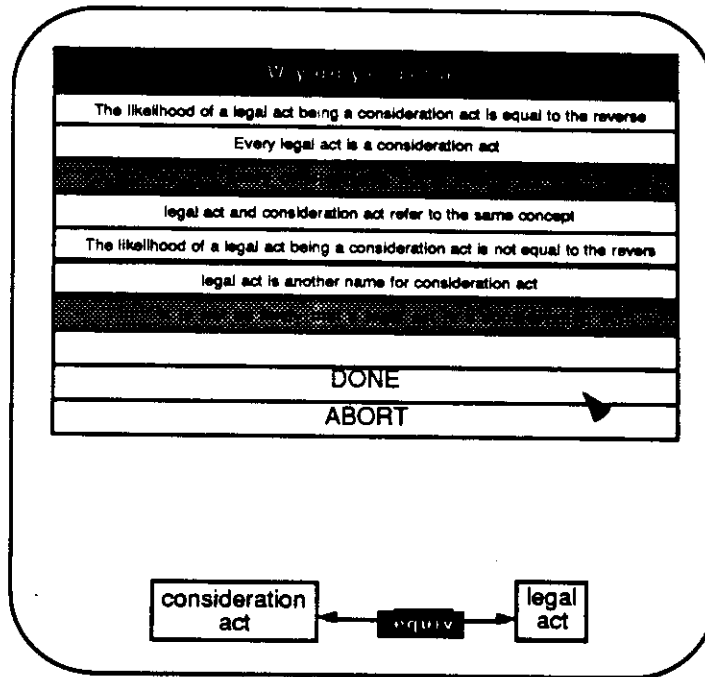 The likelihood of a legal act being a consideration act is equal to the reverse
Every legal act is a consideration act
legal act and consideration act refer to the same concept
The likelihood of a legal act being a consideration act is not equal to the revers
legal act is another name for consideration act
DONE
ABORT
consideration
act
equiv
legal
act